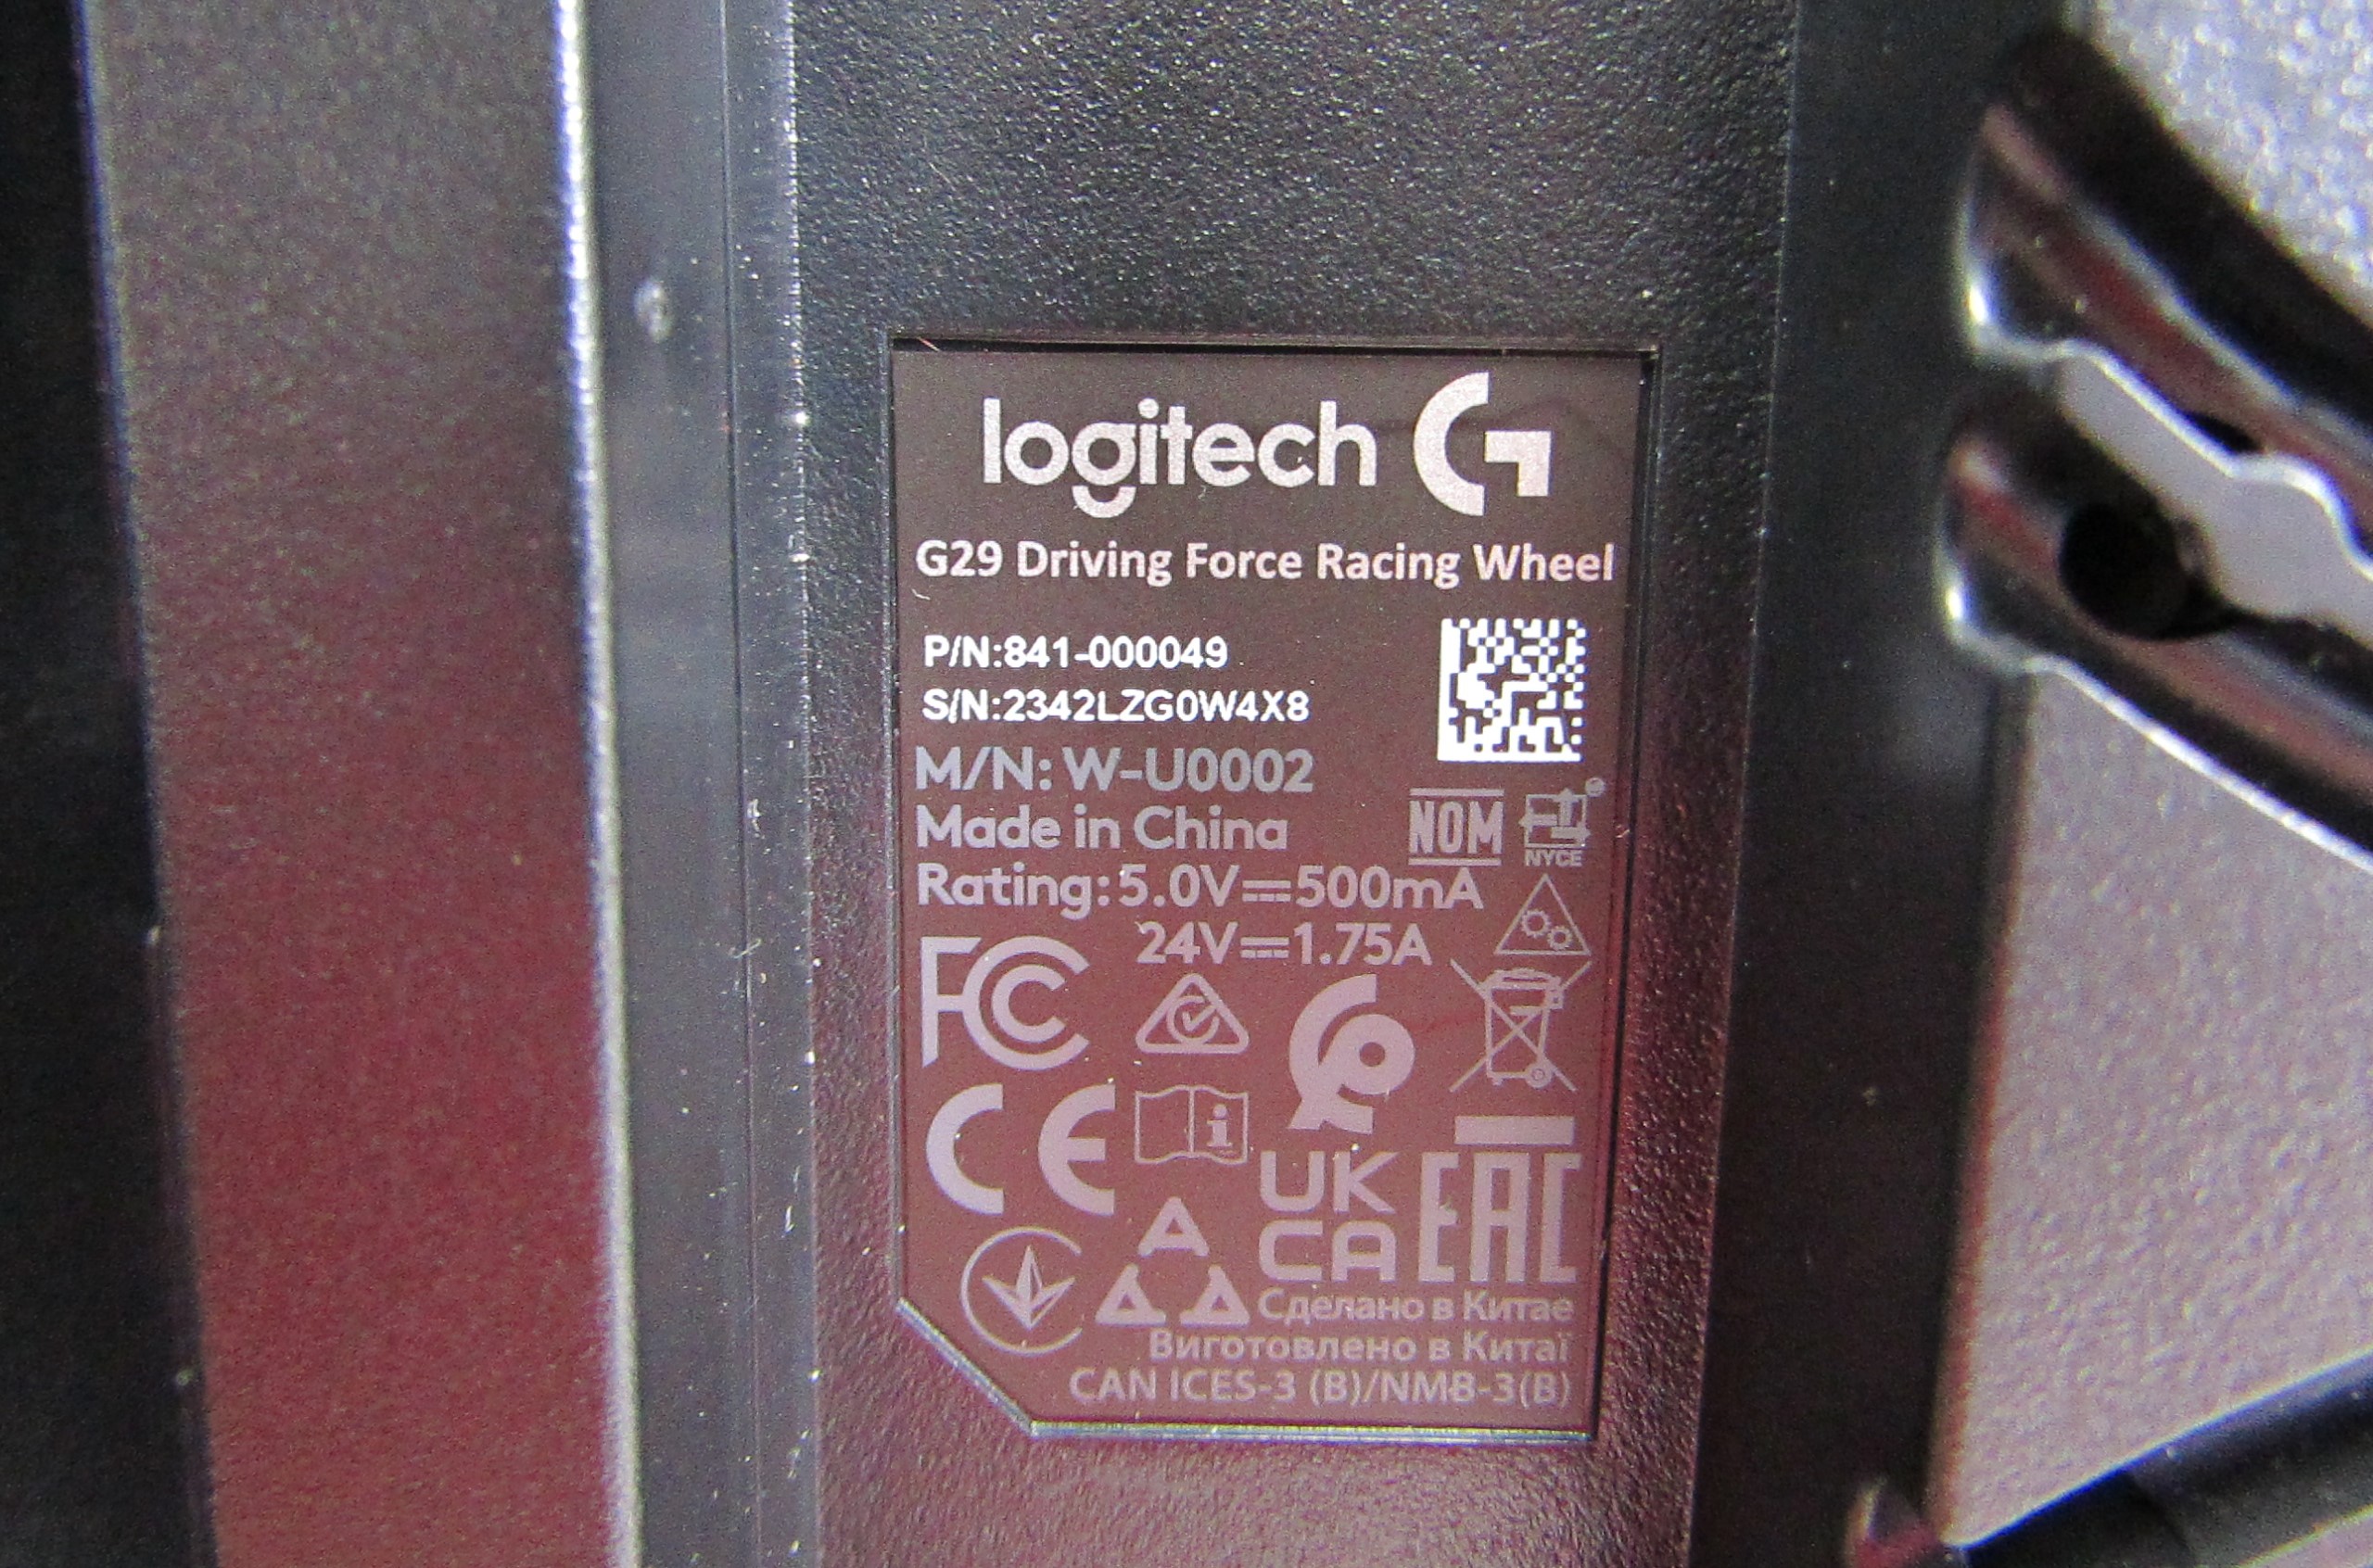 logitech G
G29 Driving Force Racing Wheel
P/N:841-000049
S/N:2342LZG0W4X8
M/N: W-U0002
Made in China
NOM
NYCE
Rating: 5.0V⎓500mA
24V⎓1.75A
FC
CE
UK
CA
EAC
Сделано в Китае
Виготовлено в Китаї
CAN ICES-3 (B)/NMB-3(B)